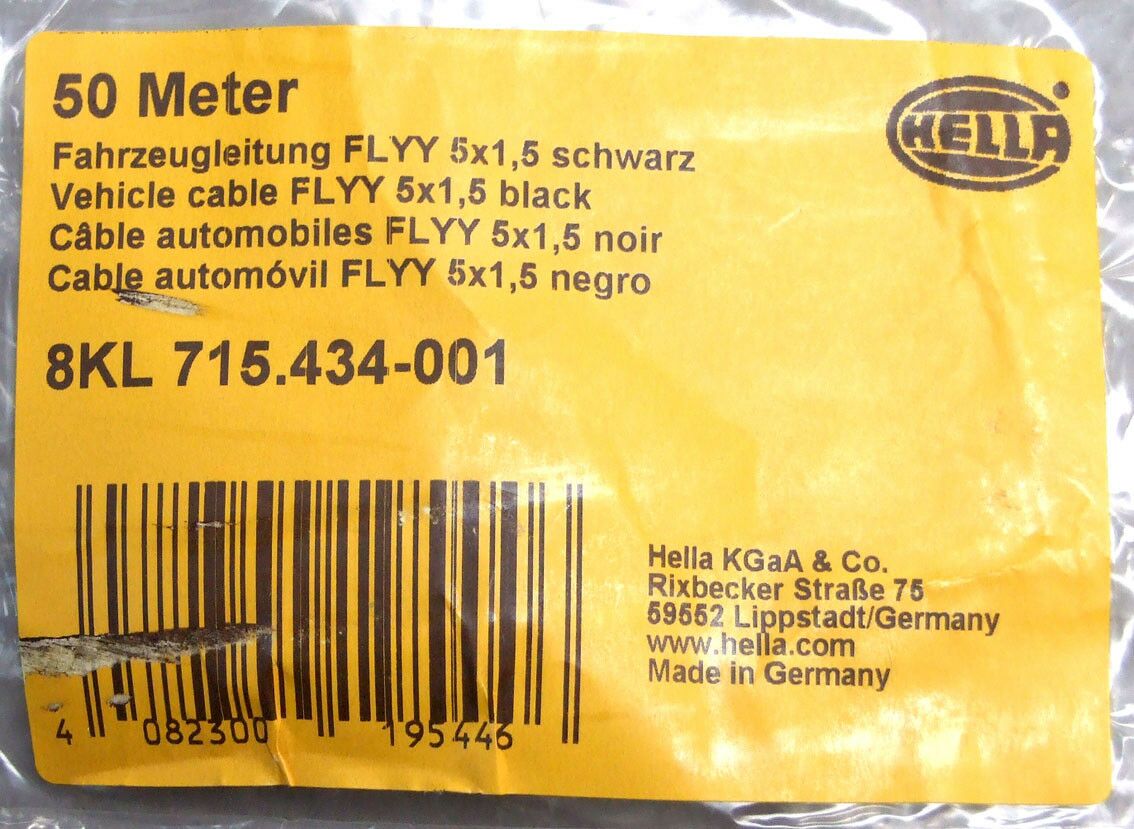 50 Meter
HELLA
Fahrzeugleitung FLYY 5x1,5 schwarz
Vehicle cable FLYY 5x1,5 black
Câble automobiles FLYY 5x1,5 noir
Cable automóvil FLYY 5x1,5 negro
8KL 715.434-001
Hella KGaA & Co.
Rixbecker Straße 75
59552 Lippstadt/Germany
www.hella.com
Made in Germany
4 082300 195446